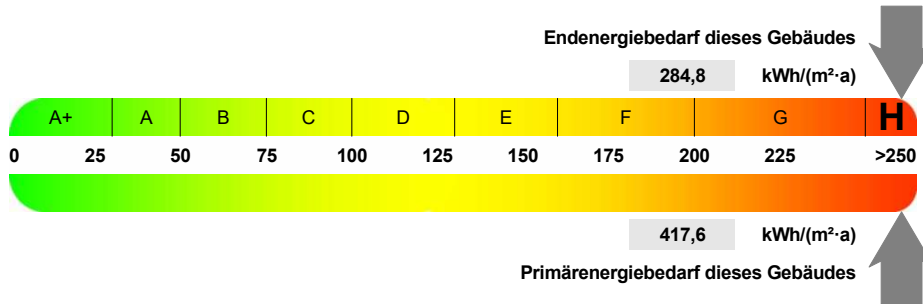 Endenergiebedarf dieses Gebäudes
284,8 kWh/(m²·a)
A+ A B C D E F G H
0 25 50 75 100 125 150 175 200 225 >250
417,6 kWh/(m²·a)
Primärenergiebedarf dieses Gebäudes